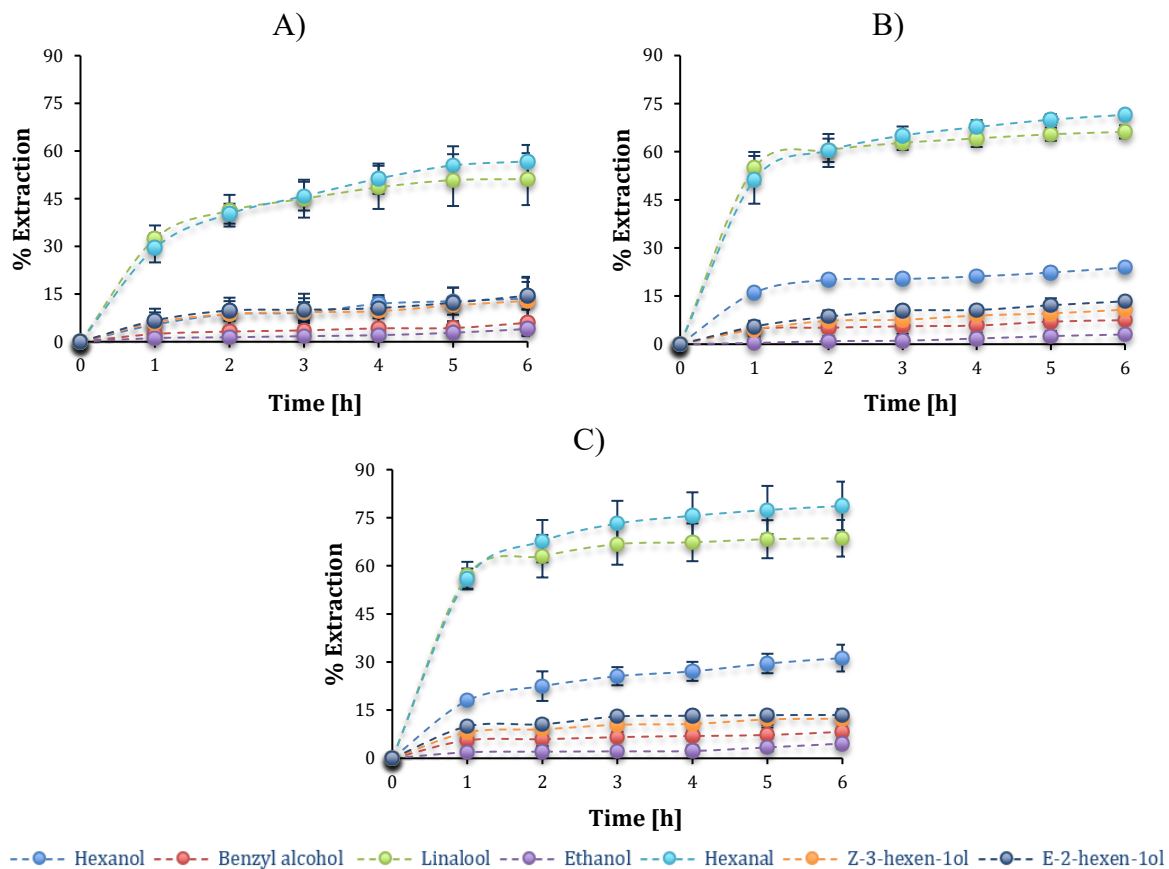 A)
90
75
60
45
30
15
0
% Extraction
0 1 2 3 4 5 6
Time [h]
B)
90
75
60
45
30
15
0
% Extraction
0 1 2 3 4 5 6
Time [h]
C)
90
75
60
45
30
15
0
% Extraction
0 1 2 3 4 5 6
Time [h]
Hexanol Benzyl alcohol Linalool Ethanol Hexanal Z-3-hexen-1ol E-2-hexen-1ol